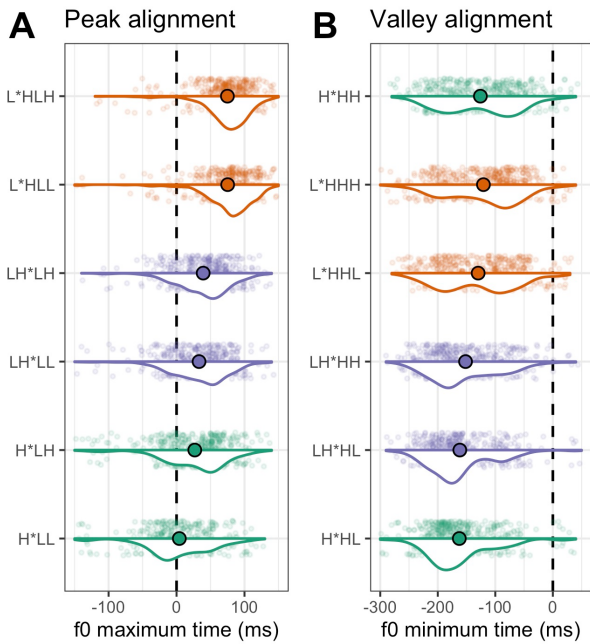 A Peak alignment
L*HLH
L*HLL
LH*LH
LH*LL
H*LH
H*LL
-100 0 100
f0 maximum time (ms)
B Valley alignment
H*HH
L*HHH
L*HHL
LH*HH
LH*HL
H*HL
-300 -200 -100 0
f0 minimum time (ms)